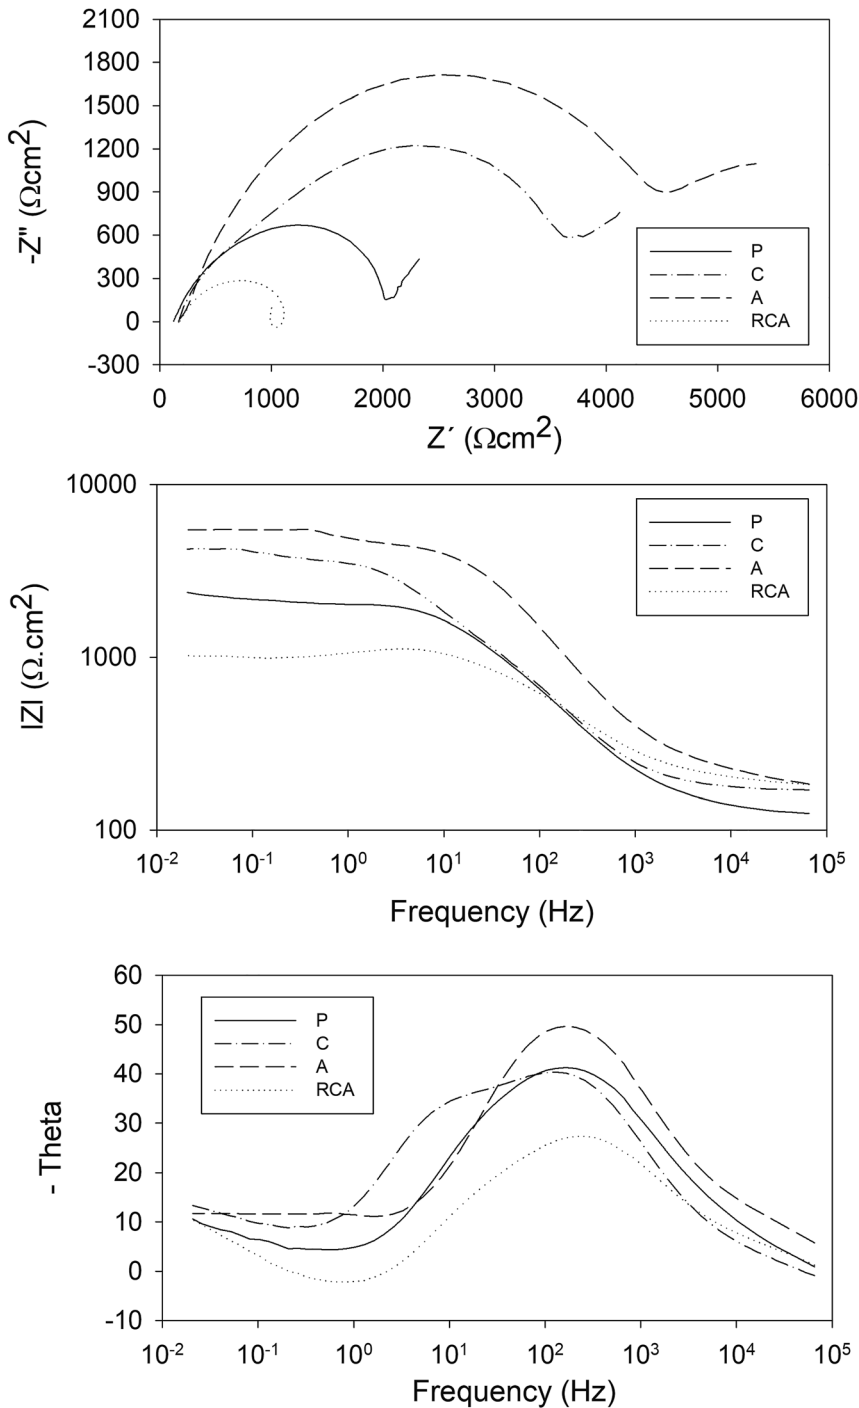 2100
1800
1500
1200
900
600
300
0
-300
-Z" (Ωcm2)
P
C
A
RCA
0 1000 2000 3000 4000 5000 6000
Z´ (Ωcm2)
10000
1000
100
|Z| (Ω.cm2)
P
C
A
RCA
10-2 10-1 100 101 102 103 104 105
Frequency (Hz)
60
50
40
30
20
10
0
-10
- Theta
P
C
A
RCA
10-2 10-1 100 101 102 103 104 105
Frequency (Hz)